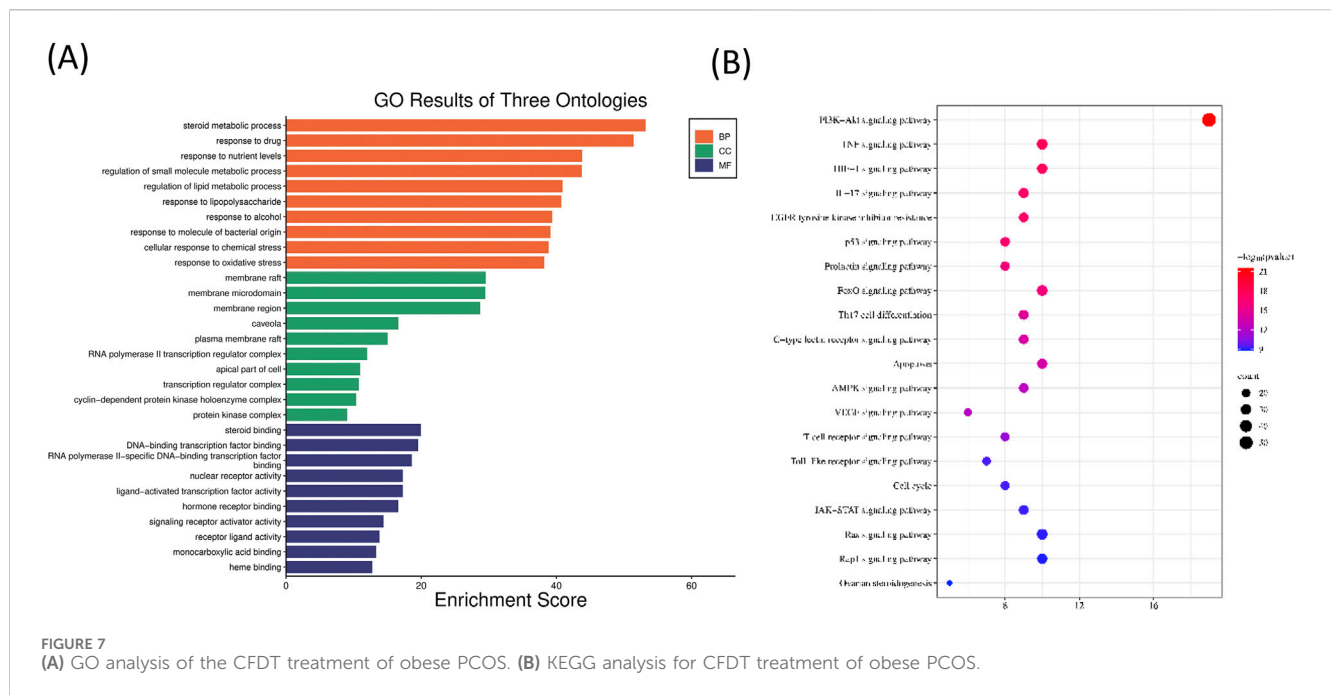 (A)
GO Results of Three Ontologies
steroid metabolic process
response to drug
response to nutrient levels
regulation of small molecule metabolic process
regulation of lipid metabolic process
response to lipopolysaccharide
response to alcohol
response to molecule of bacterial origin
cellular response to chemical stress
response to oxidative stress
membrane raft
membrane microdomain
membrane region
caveola
plasma membrane raft
RNA polymerase II transcription regulator complex
apical part of cell
transcription regulator complex
cyclin-dependent protein kinase holoenzyme complex
protein kinase complex
steroid binding
DNA-binding transcription factor binding
RNA polymerase II-specific DNA-binding transcription factor
binding
nuclear receptor activity
ligand-activated transcription factor activity
hormone receptor binding
signaling receptor activator activity
receptor ligand activity
monocarboxylic acid binding
heme binding
0 20 40 60
Enrichment Score
BP
CC
MF
(B)
PI3K-Akt signaling pathway
TNF signaling pathway
HIF-1 signaling pathway
IL-17 signaling pathway
EGFR tyrosine kinase inhibitor resistance
p53 signaling pathway
Prolactin signaling pathway
FoxO signaling pathway
Th17 cell differentiation
C-type lectin receptor signaling pathway
Apoptosis
AMPK signaling pathway
VEGF signaling pathway
T cell receptor signaling pathway
Toll-like receptor signaling pathway
Cell cycle
JAK-STAT signaling pathway
Ras signaling pathway
Rap1 signaling pathway
Ovarian steroidogenesis
8 12 16
21
18
15
12
9
count
20
30
40
50
FIGURE 7
(A) GO analysis of the CFDT treatment of obese PCOS. (B) KEGG analysis for CFDT treatment of obese PCOS.